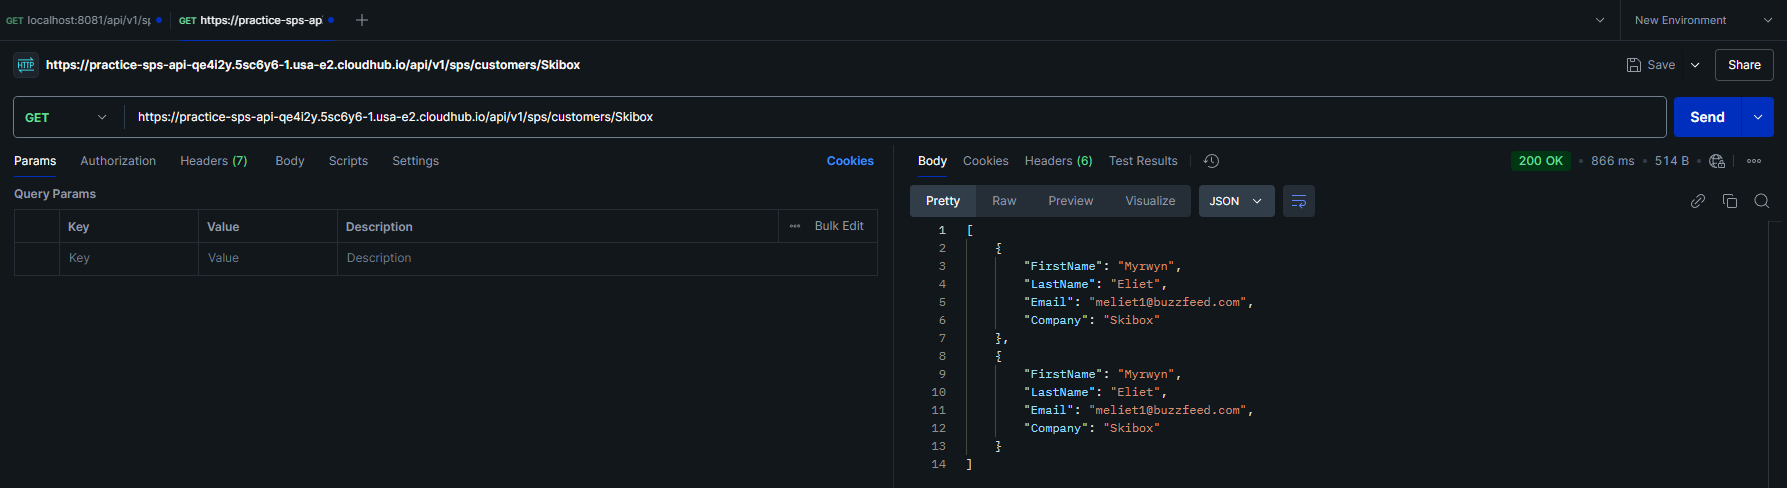 GET localhost:8081/api/v1/sp
GET https://practice-sps-ap
New Environment
HTTP https://practice-sps-api-qe4i2y.5sc6y6-1.usa-e2.cloudhub.io/api/v1/sps/customers/Skibox
Save Share
GET https://practice-sps-api-qe4i2y.5sc6y6-1.usa-e2.cloudhub.io/api/v1/sps/customers/Skibox Send
Params Authorization Headers (7) Body Scripts Settings Cookies
Query Params
Key Value Description Bulk Edit
Key Value Description
Body Cookies Headers (6) Test Results 200 OK • 866 ms • 514 B •
Pretty Raw Preview Visualize JSON
1 [
2 {
3 "FirstName": "Myrwyn",
4 "LastName": "Eliet",
5 "Email": "meliet1@buzzfeed.com",
6 "Company": "Skibox"
7 },
8 {
9 "FirstName": "Myrwyn",
10 "LastName": "Eliet",
11 "Email": "meliet1@buzzfeed.com",
12 "Company": "Skibox"
13 }
14 ]